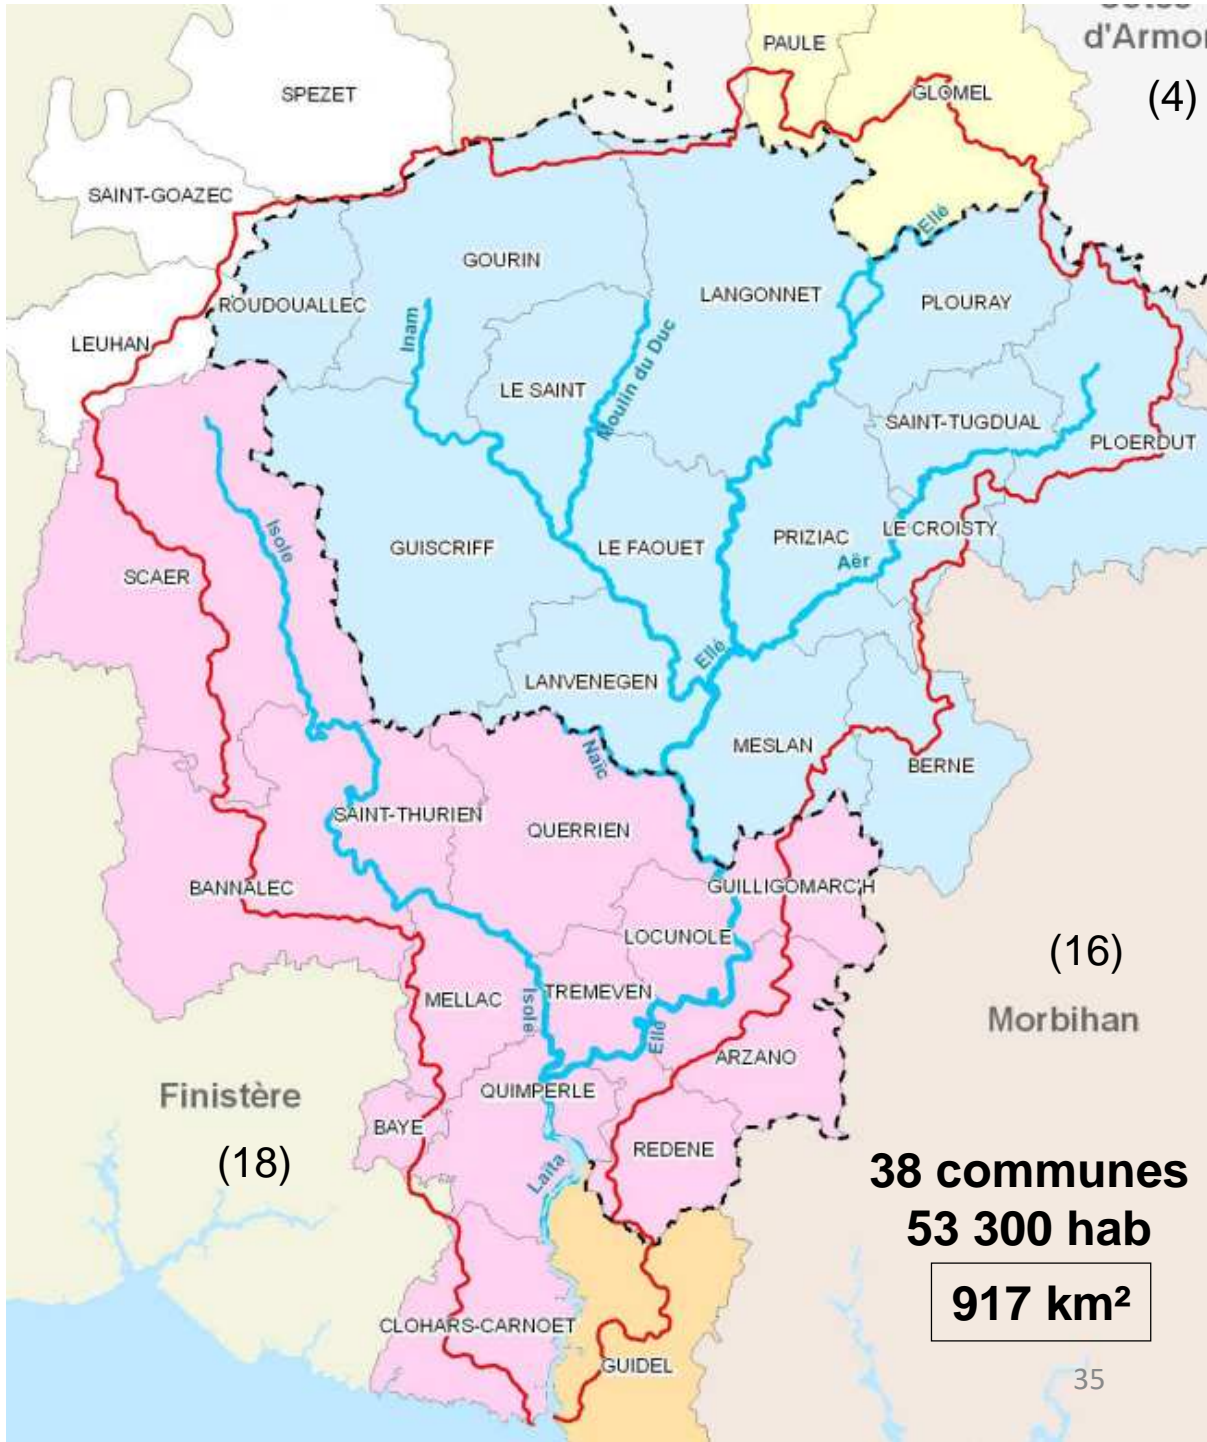 d'Armor
(4)
PAULE
GLOMEL
SPEZET
SAINT-GOAZEC
Ellé
GOURIN
LANGONNET
PLOURAY
ROUDOUALLEC
LEUHAN
Inam
Moulin du Duc
LE SAINT
SAINT-TUGDUAL
PLOERDUT
Isole
GUISCRIFF
LE FAOUET
PRIZIAC
LE CROISTY
Aër
SCAER
Ellé
LANVENEGEN
Naïc
MESLAN
BERNE
SAINT-THURIEN
QUERRIEN
BANNALEC
GUILLIGOMARC'H
LOCUNOLE
(16)
Morbihan
MELLAC
Isole
TREMEVEN
Ellé
ARZANO
Finistère
(18)
QUIMPERLE
BAYE
REDENE
Laïta
38 communes
53 300 hab
917 km²
CLOHARS-CARNOET
GUIDEL
35